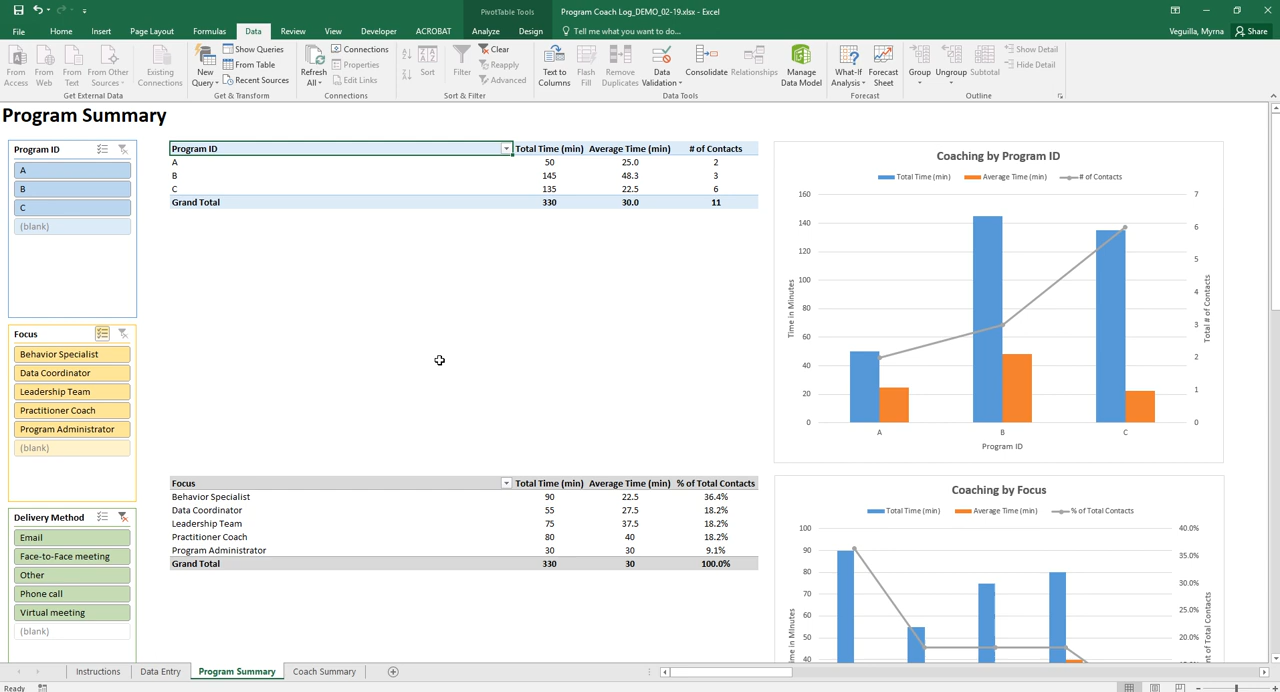 PivotTable Tools
Program Coach Log_DEMO_02-19.xlsx - Excel
File Home Insert Page Layout Formulas Data Review View Developer ACROBAT Analyze Design Tell me what you want to do... Veguilla, Myrna Share
From Access
From Web
From Text
From Other Sources
Existing Connections
Get External Data
New Query
Show Queries
From Table
Recent Sources
Get & Transform
Refresh All
Connections
Properties
Edit Links
Connections
Sort
Filter
Clear
Reapply
Advanced
Sort & Filter
Text to Columns
Flash Fill
Remove Duplicates
Data Validation
Consolidate
Relationships
Manage Data Model
Data Tools
What-If Analysis
Forecast Sheet
Forecast
Group
Ungroup
Subtotal
Show Detail
Hide Detail
Outline
Program Summary
Program ID
A
B
C
(blank)
Focus
Behavior Specialist
Data Coordinator
Leadership Team
Practitioner Coach
Program Administrator
(blank)
Delivery Method
Email
Face-to-Face meeting
Other
Phone call
Virtual meeting
(blank)
Program ID Total Time (min) Average Time (min) # of Contacts
A 50 25.0 2
B 145 48.3 3
C 135 22.5 6
Grand Total 330 30.0 11
Focus Total Time (min) Average Time (min) % of Total Contacts
Behavior Specialist 90 22.5 36.4%
Data Coordinator 55 27.5 18.2%
Leadership Team 75 37.5 18.2%
Practitioner Coach 80 40 18.2%
Program Administrator 30 30 9.1%
Grand Total 330 30 100.0%
Coaching by Program ID
Total Time (min) Average Time (min) # of Contacts
160
140
120
100
80
60
40
20
0
Time in Minutes
7
6
5
4
3
2
1
0
Total # of Contacts
A B C
Program ID
Coaching by Focus
Total Time (min) Average Time (min) % of Total Contacts
100
90
80
70
60
50
40
40.0%
35.0%
30.0%
25.0%
20.0%
Instructions Data Entry Program Summary Coach Summary
Ready